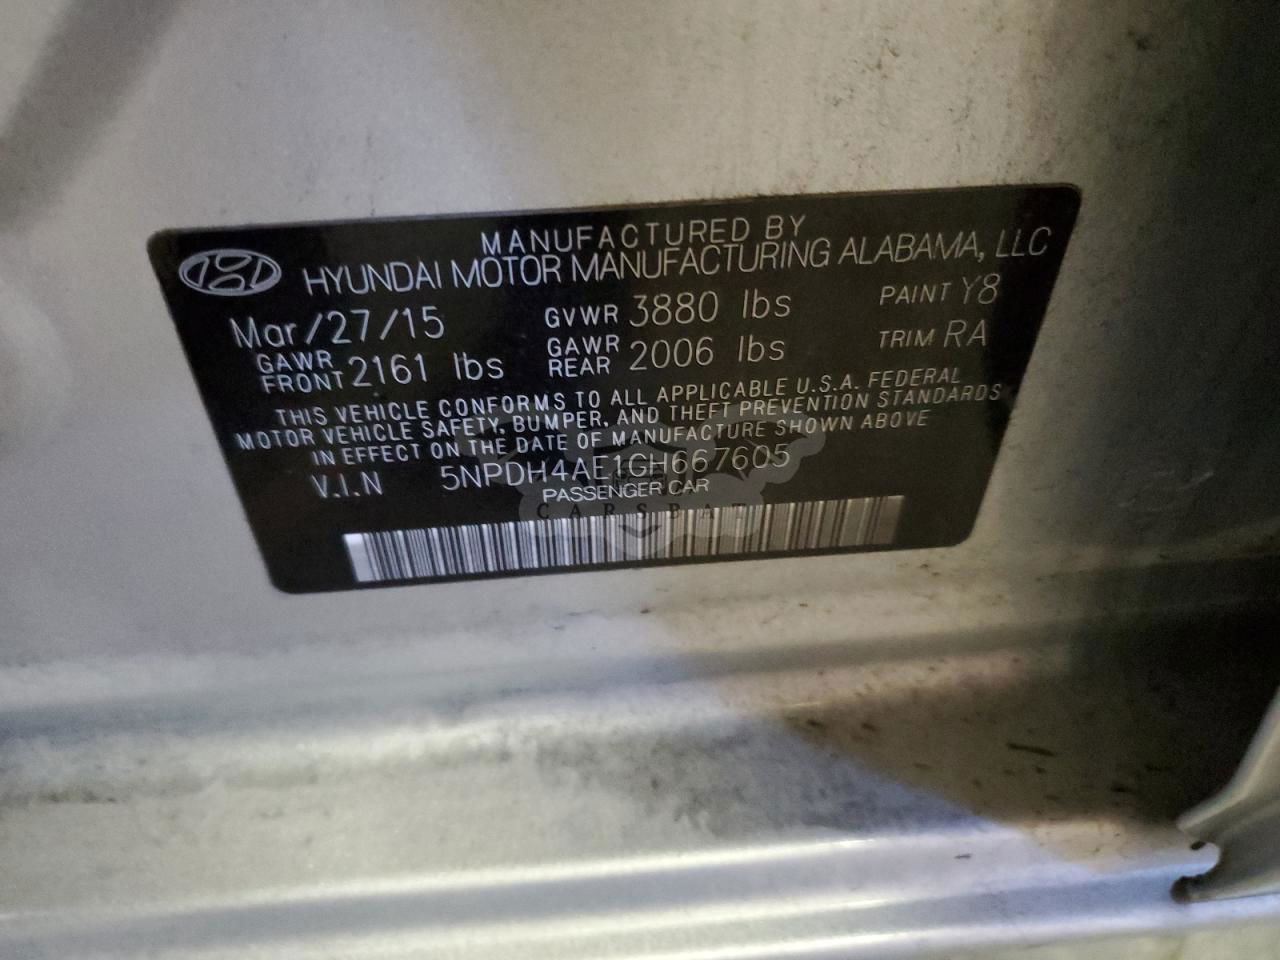 MANUFACTURED BY
HYUNDAI MOTOR MANUFACTURING ALABAMA, LLC
Mar/27/15 GVWR 3880 lbs PAINT Y8
GAWR FRONT 2161 lbs GAWR REAR 2006 lbs TRIM RA
THIS VEHICLE CONFORMS TO ALL APPLICABLE U.S.A. FEDERAL
MOTOR VEHICLE SAFETY, BUMPER, AND THEFT PREVENTION STANDARDS
IN EFFECT ON THE DATE OF MANUFACTURE SHOWN ABOVE
V.I.N 5NPDH4AE1GH667605
PASSENGER CAR